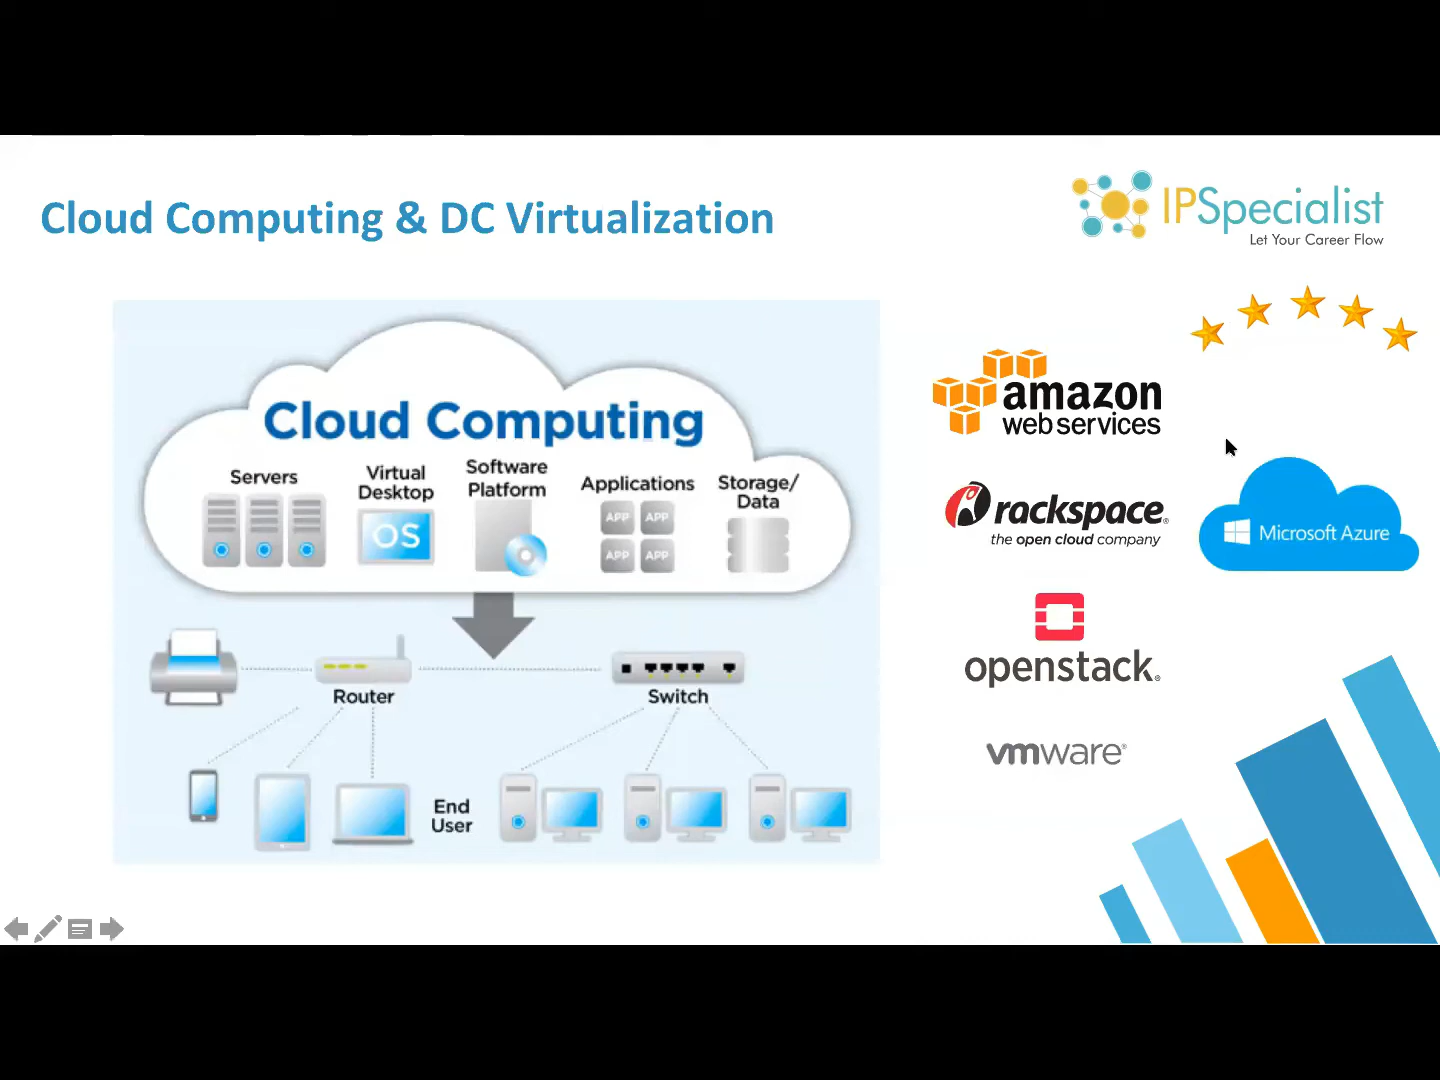 Cloud Computing & DC Virtualization
IPSpecialist
Let Your Career Flow
Cloud Computing
Servers
Virtual
Desktop
OS
Software
Platform
Applications
APP APP
APP APP
Storage/
Data
Router
Switch
End
User
amazon
web services
rackspace®
the open cloud company
Microsoft Azure
openstack®
vmware®